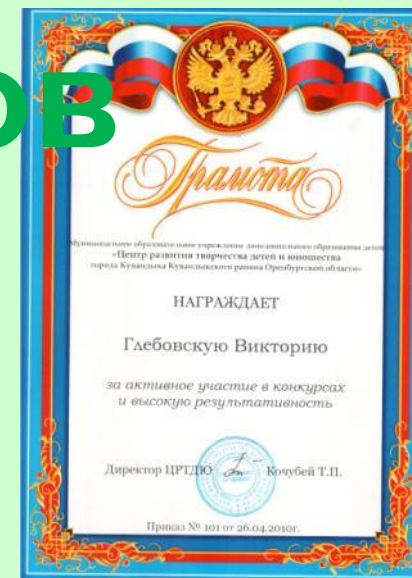 ОВ
Грамота
Муниципальное образовательное учреждение дополнительного образования детей
«Центр развития творчества детей и юношества
города Кувандыка Кувандыкского района Оренбургской области»
НАГРАЖДАЕТ
Глебовскую Викторию
за активное участие в конкурсах
и высокую результативность
Директор ЦРТДЮ Кочубей Т.П.
Приказ № 101 от 26.04.2010г.